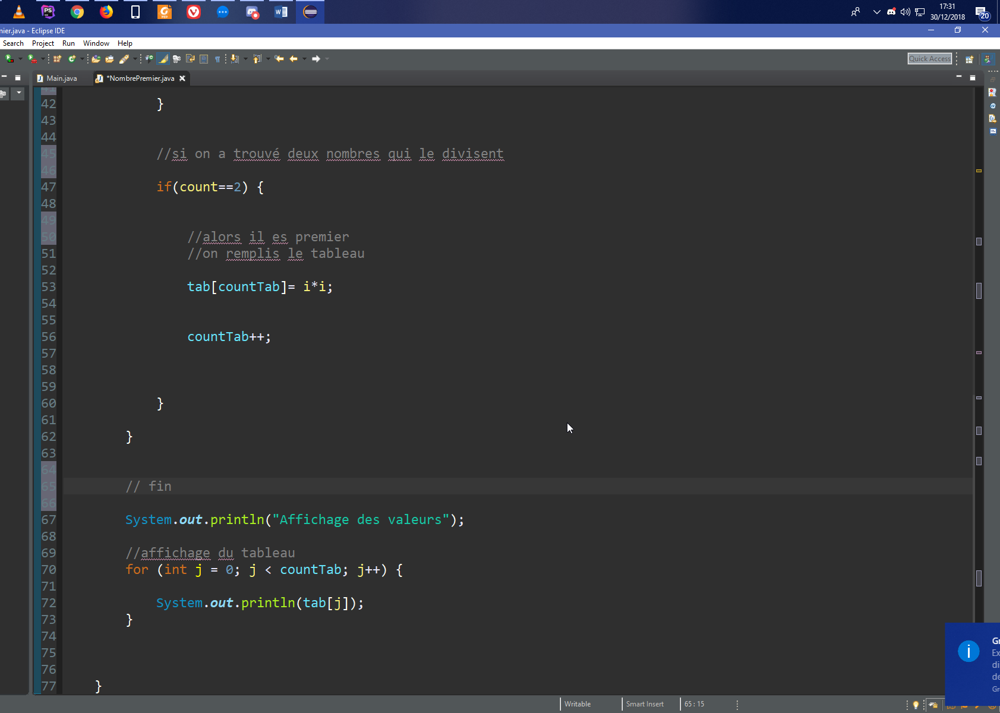 17:31
30/12/2018
20
nier.java - Eclipse IDE
Search Project Run Window Help
Quick Access
Main.java *NombrePremier.java
41
42 }
43
44
45 //si on a trouvé deux nombres qui le divisent
46
47 if(count==2) {
48
49
50 //alors il es premier
51 //on remplis le tableau
52
53 tab[countTab]= i*i;
54
55
56 countTab++;
57
58
59
60 }
61
62 }
63
64
65 // fin
66
67 System.out.println("Affichage des valeurs");
68
69 //affichage du tableau
70 for (int j = 0; j < countTab; j++) {
71
72 System.out.println(tab[j]);
73 }
74
75
76
77 }
Gr
Ex
di
de
Gr
Writable Smart Insert 65 : 15